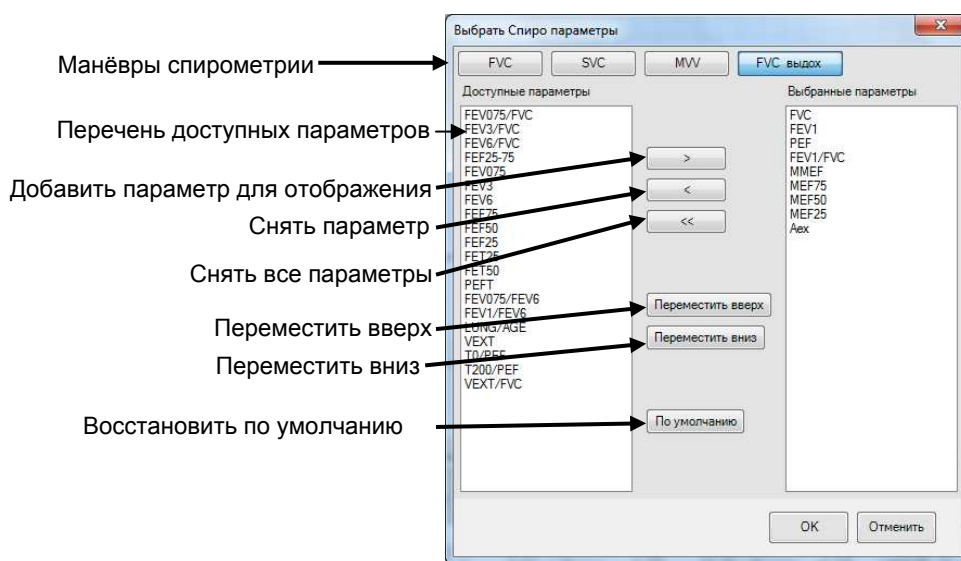 Выбрать Спиро параметры
Манёвры спирометрии
FVC
SVC
MVV
FVC выдох
Доступные параметры
Выбранные параметры
Перечень доступных параметров
Добавить параметр для отображения
Снять параметр
Снять все параметры
Переместить вверх
Переместить вниз
Восстановить по умолчанию
FEV075/FVC
FEV3/FVC
FEV6/FVC
FEF25-75
FEV075
FEV3
FEV6
FEF75
FEF50
FEF25
FET25
FET50
PEFT
FEV075/FEV6
FEV1/FEV6
LUNG/AGE
VEXT
T0/PEF
T200/PEF
VEXT/FVC
>
<
<<
Переместить вверх
Переместить вниз
По умолчанию
FVC
FEV1
PEF
FEV1/FVC
MMEF
MEF75
MEF50
MEF25
Aex
OK
Отменить